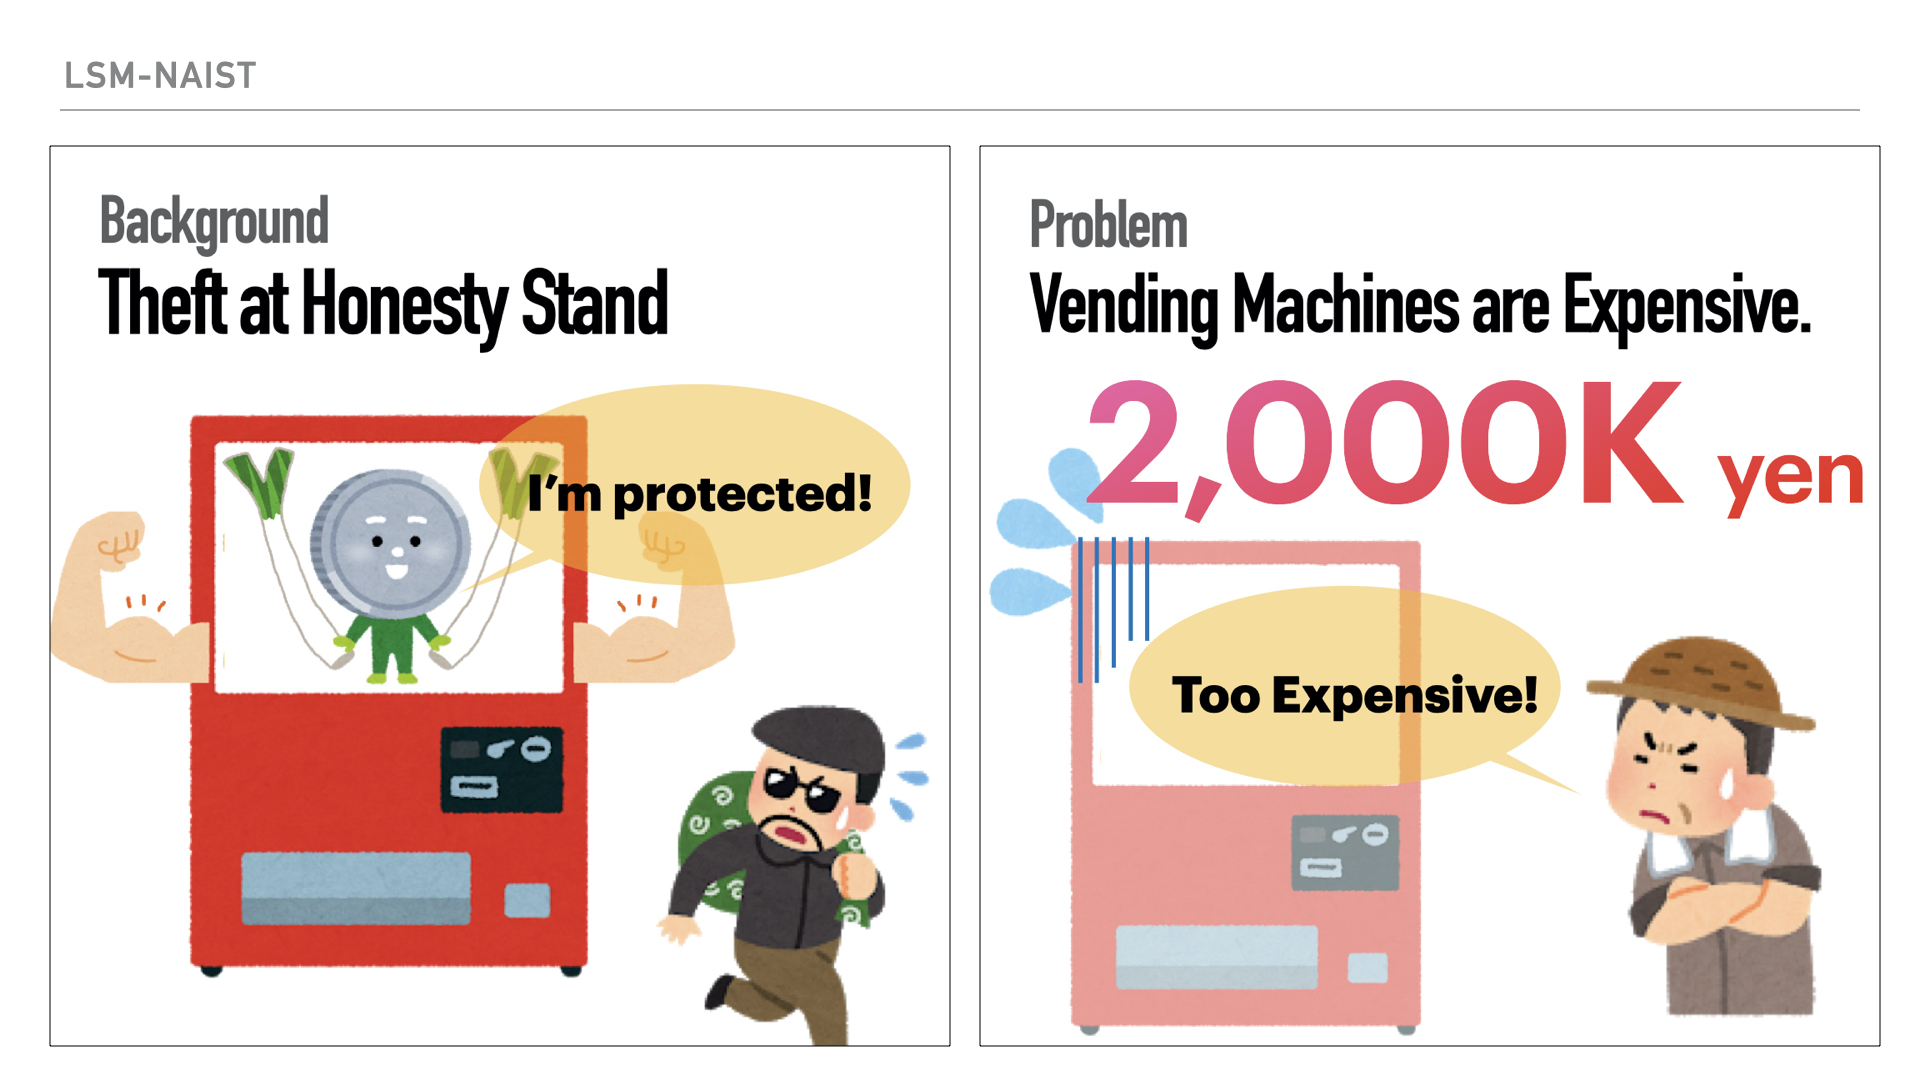 LSM-NAIST
Background
Theft at Honesty Stand
I'm protected!
Problem
Vending Machines are Expensive.
2,000K yen
Too Expensive!